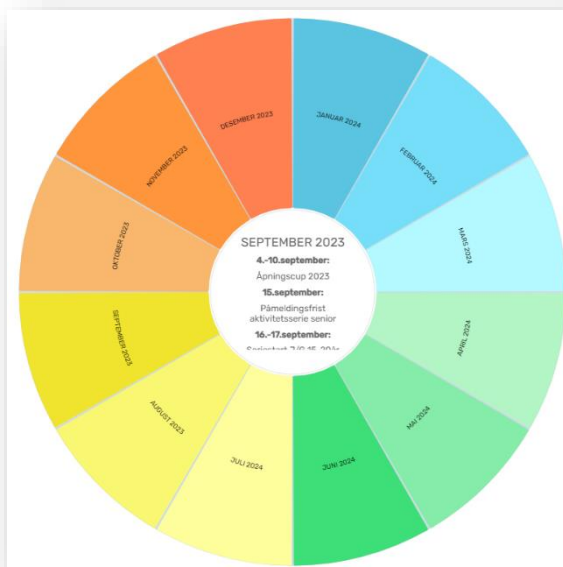 DESEMBER 2023
JANUAR 2024
FEBRUAR 2024
MARS 2024
APRIL 2024
MAI 2024
JUNI 2024
JULI 2024
AUGUST 2023
SEPTEMBER 2023
OKTOBER 2023
NOVEMBER 2023
SEPTEMBER 2023
4.-10.september:
Åpningscup 2023
15.september:
Påmeldingsfrist
aktivitetsserie senior
16.-17.september: